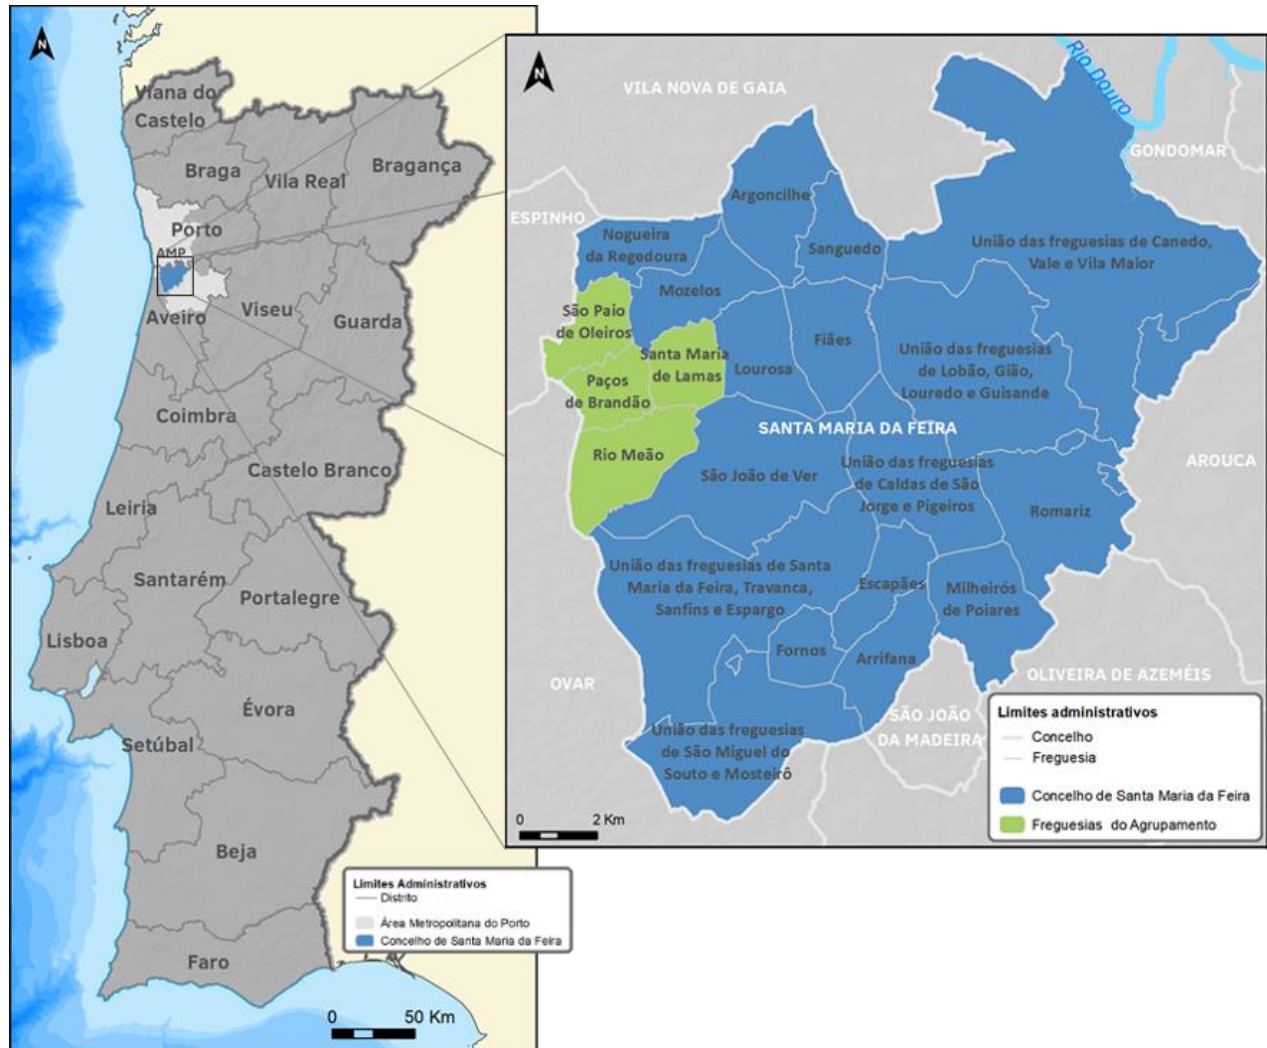 N
Viana do
Castelo
Braga
Vila Real
Bragança
Porto
AMP
Aveiro
Viseu
Guarda
Coimbra
Castelo Branco
Leiria
Santarém
Portalegre
Lisboa
Évora
Setúbal
Beja
Faro
Limites Administrativos
Distrito
Área Metropolitana do Porto
Concelho de Santa Maria da Feira
0 50 Km
N
VILA NOVA DE GAIA
Rio Douro
GONDOMAR
ESPINHO
Argoncilhe
Nogueira
da Regedoura
Sanguedo
União das freguesias de Canedo,
Vale e Vila Maior
Mozelos
São Paio
de Oleiros
Santa Maria
de Lamas
Lourosa
Fiães
União das freguesias
de Lobão, Gião,
Louredo e Guisande
Paços
de Brandão
SANTA MARIA DA FEIRA
Rio Meão
São João de Ver
União das freguesias
de Caldas de São
Jorge e Pigeiros
AROUCA
Romariz
União das freguesias de Santa
Maria da Feira, Travanca,
Sanfins e Espargo
Escapães
Milheirós
de Poiares
Fornos
Arrifana
OVAR
OLIVEIRA DE AZEMÉIS
SÃO JOÃO
DA MADEIRA
União das freguesias
de São Miguel do
Souto e Mosteirô
Limites administrativos
Concelho
Freguesia
Concelho de Santa Maria da Feira
Freguesias do Agrupamento
0 2 Km